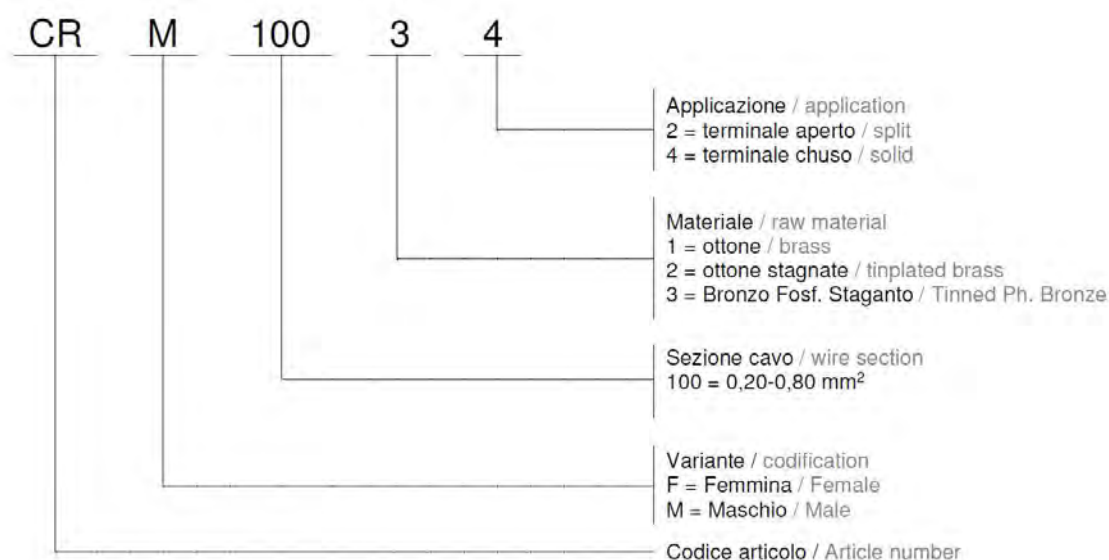 CR M 100 3 4
Applicazione / application
2 = terminale aperto / split
4 = terminale chuso / solid
Materiale / raw material
1 = ottone / brass
2 = ottone stagnate / tinplated brass
3 = Bronzo Fosf. Staganto / Tinned Ph. Bronze
Sezione cavo / wire section
100 = 0,20-0,80 mm²
Variante / codification
F = Femmina / Female
M = Maschio / Male
Codice articolo / Article number